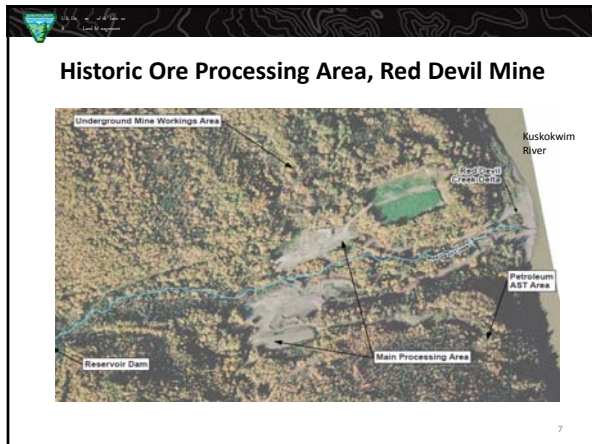 Historic Ore Processing Area, Red Devil Mine
Underground Mine Workings Area
Kuskokwim
River
Red Devil
Creek Delta
Petroleum
AST Area
Main Processing Area
Reservoir Dam
7